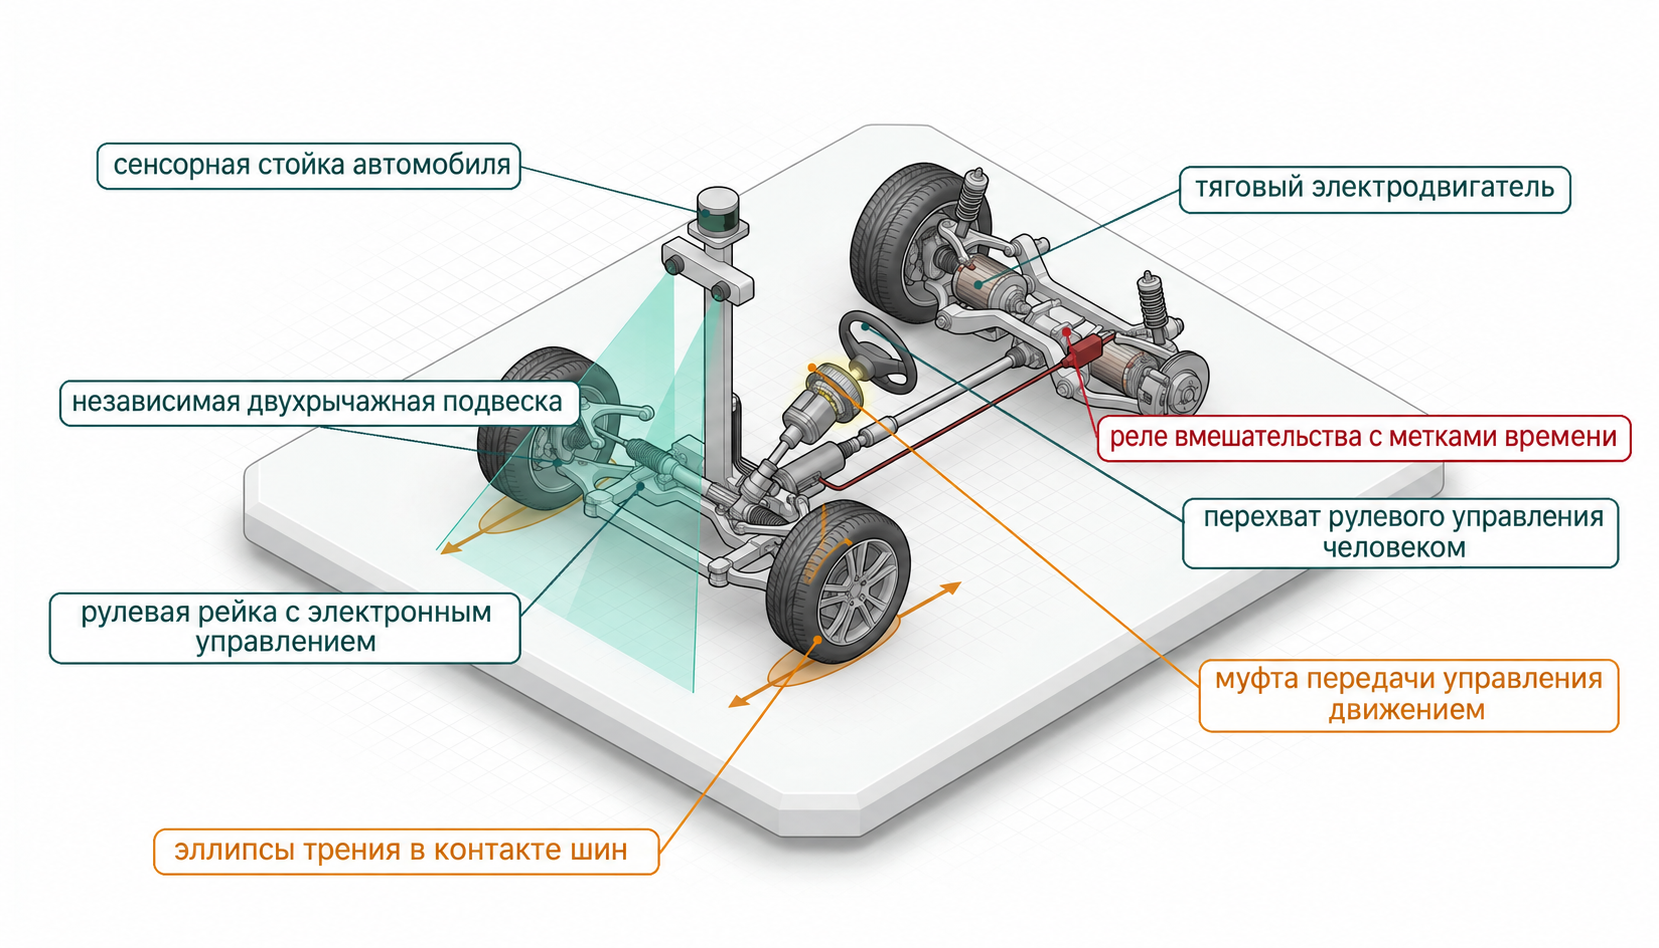 сенсорная стойка автомобиля
тяговый электродвигатель
независимая двухрычажная подвеска
реле вмешательства с метками времени
перехват рулевого управления
человеком
рулевая рейка с электронным
управлением
муфта передачи управления
движением
эллипсы трения в контакте шин